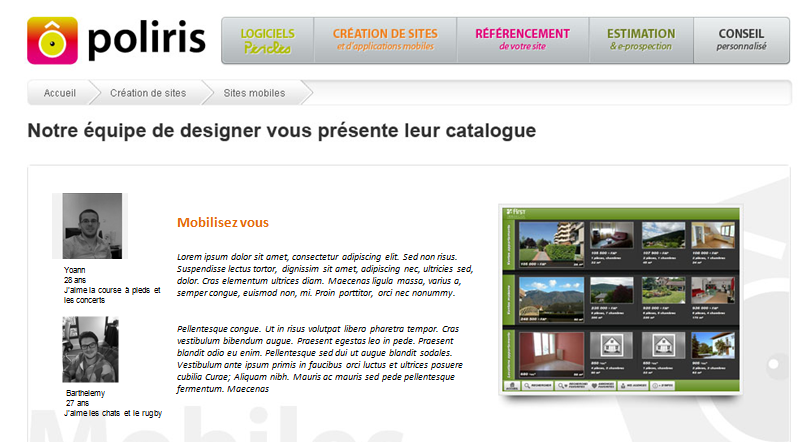 poliris
LOGICIELS
Périclès
CRÉATION DE SITES
et d'applications mobiles
RÉFÉRENCEMENT
de votre site
ESTIMATION
& e-prospection
CONSEIL
personnalisé
Accueil
Création de sites
Sites mobiles
Notre équipe de designer vous présente leur catalogue
Yoann
28 ans
J'aime la course à pieds et
les concerts
Barthelemy
27 ans
J'aime les chats et le rugby
Mobilisez vous
Lorem ipsum dolor sit amet, consectetur adipiscing elit. Sed non risus.
Suspendisse lectus tortor, dignissim sit amet, adipiscing nec, ultricies sed,
dolor. Cras elementum ultrices diam. Maecenas ligula massa, varius a,
semper congue, euismod non, mi. Proin porttitor, orci nec nonummy.
Pellentesque congue. Ut in risus volutpat libero pharetra tempor. Cras
vestibulum bibendum augue. Praesent egestas leo in pede. Praesent
blandit odio eu enim. Pellentesque sed dui ut augue blandit sodales.
Vestibulum ante ipsum primis in faucibus orci luctus et ultrices posuere
cubilia Curae; Aliquam nibh. Mauris ac mauris sed pede pellentesque
fermentum. Maecenas
first
Mobiles